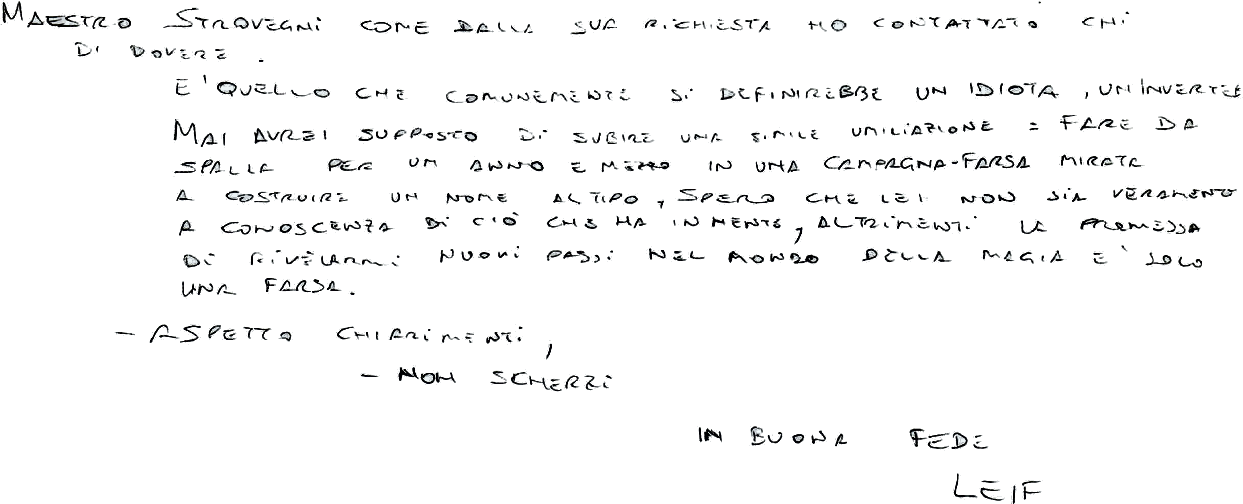 MAESTRO STROVEGNI COME DALLA SUA RICHIESTA HO CONTATTATO CHI
DI DOVERE.
E' QUELLO CHE COMUNEMENTE SI DEFINIREBBE UN IDIOTA, UN INVERTEB
MAI AVREI SUPPOSTO DI SUBIRE UNA SIMILE UMILIAZIONE = FARE DA
SPALLA PER UN ANNO E MEZZO IN UNA CAMPAGNA-FARSA MIRATA
A COSTRUIRE UN NOME AL TIPO, SPERO CHE LEI NON SIA VERAMENTE
A CONOSCENZA DI CIÒ CHE HA IN MENTE, ALTRIMENTI LA PROMESSA
DI RIVELARMI NUOVI PASSI NEL MONDO DELLA MAGIA E' SOLO
UNA FARSA.
- ASPETTO CHIARIMENTI,
- NON SCHERZI
IN BUONA FEDE
LEIF